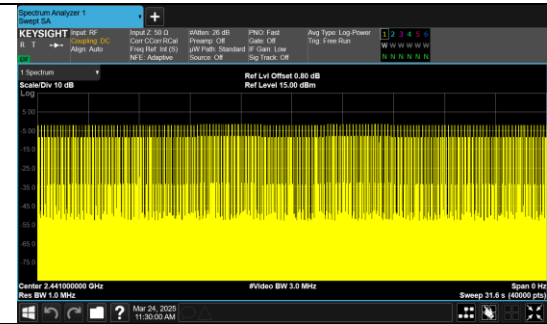 Spectrum Analyzer 1
Swept SA
+
KEYSIGHT
R T
Input: RF
Coupling: DC
Align: Auto
Input Z: 50 Ω
Corr CCorr RCal
Freq Ref: Int (S)
NFE: Adaptive
#Atten: 26 dB
Preamp: Off
µW Path: Standard
Source: Off
PNO: Fast
Gate: Off
IF Gain: Low
Sig Track: Off
Avg Type: Log-Power
Trig: Free Run
1 2 3 4 5 6
W W W W W W
N N N N N N
1 Spectrum
Scale/Div 10 dB
Ref Lvl Offset 0.80 dB
Ref Level 15.00 dBm
Log
5.00
-5.00
-15.0
-25.0
-35.0
-45.0
-55.0
-65.0
-75.0
Center 2.441000000 GHz
#Video BW 3.0 MHz
Span 0 Hz
Res BW 1.0 MHz
Sweep 31.6 s (40000 pts)
?
Mar 24, 2025
11:30:00 AM